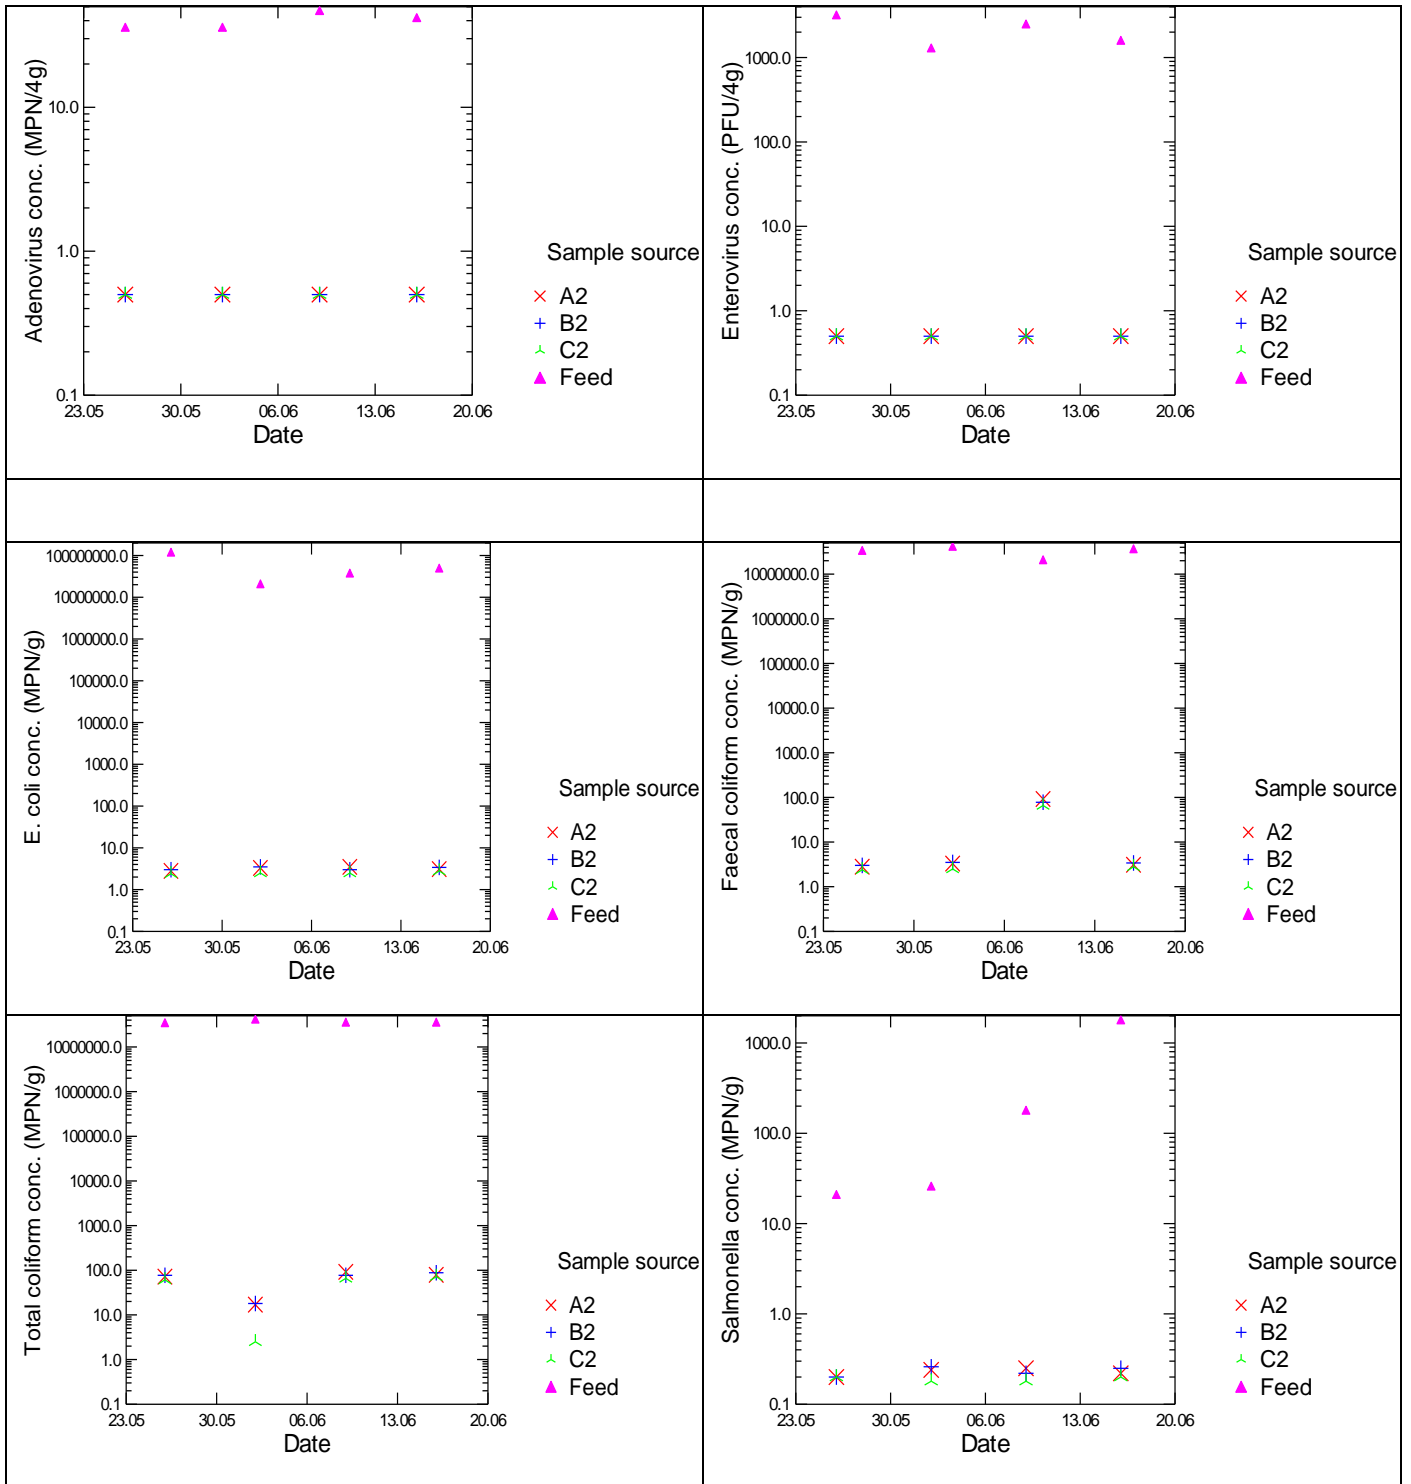 Adenovirus conc. (MPN/4g)
10.0
1.0
0.1
23.05 30.05 06.06 13.06 20.06
Date
Sample source
A2
B2
C2
Feed
Enterovirus conc. (PFU/4g)
1000.0
100.0
10.0
1.0
0.1
23.05 30.05 06.06 13.06 20.06
Date
Sample source
A2
B2
C2
Feed
E. coli conc. (MPN/g)
100000000.0
10000000.0
1000000.0
100000.0
10000.0
1000.0
100.0
10.0
1.0
0.1
23.05 30.05 06.06 13.06 20.06
Date
Sample source
A2
B2
C2
Feed
Faecal coliform conc. (MPN/g)
10000000.0
1000000.0
100000.0
10000.0
1000.0
100.0
10.0
1.0
0.1
23.05 30.05 06.06 13.06 20.06
Date
Sample source
A2
B2
C2
Feed
Total coliform conc. (MPN/g)
10000000.0
1000000.0
100000.0
10000.0
1000.0
100.0
10.0
1.0
0.1
23.05 30.05 06.06 13.06 20.06
Date
Sample source
A2
B2
C2
Feed
Salmonella conc. (MPN/g)
1000.0
100.0
10.0
1.0
0.1
23.05 30.05 06.06 13.06 20.06
Date
Sample source
A2
B2
C2
Feed